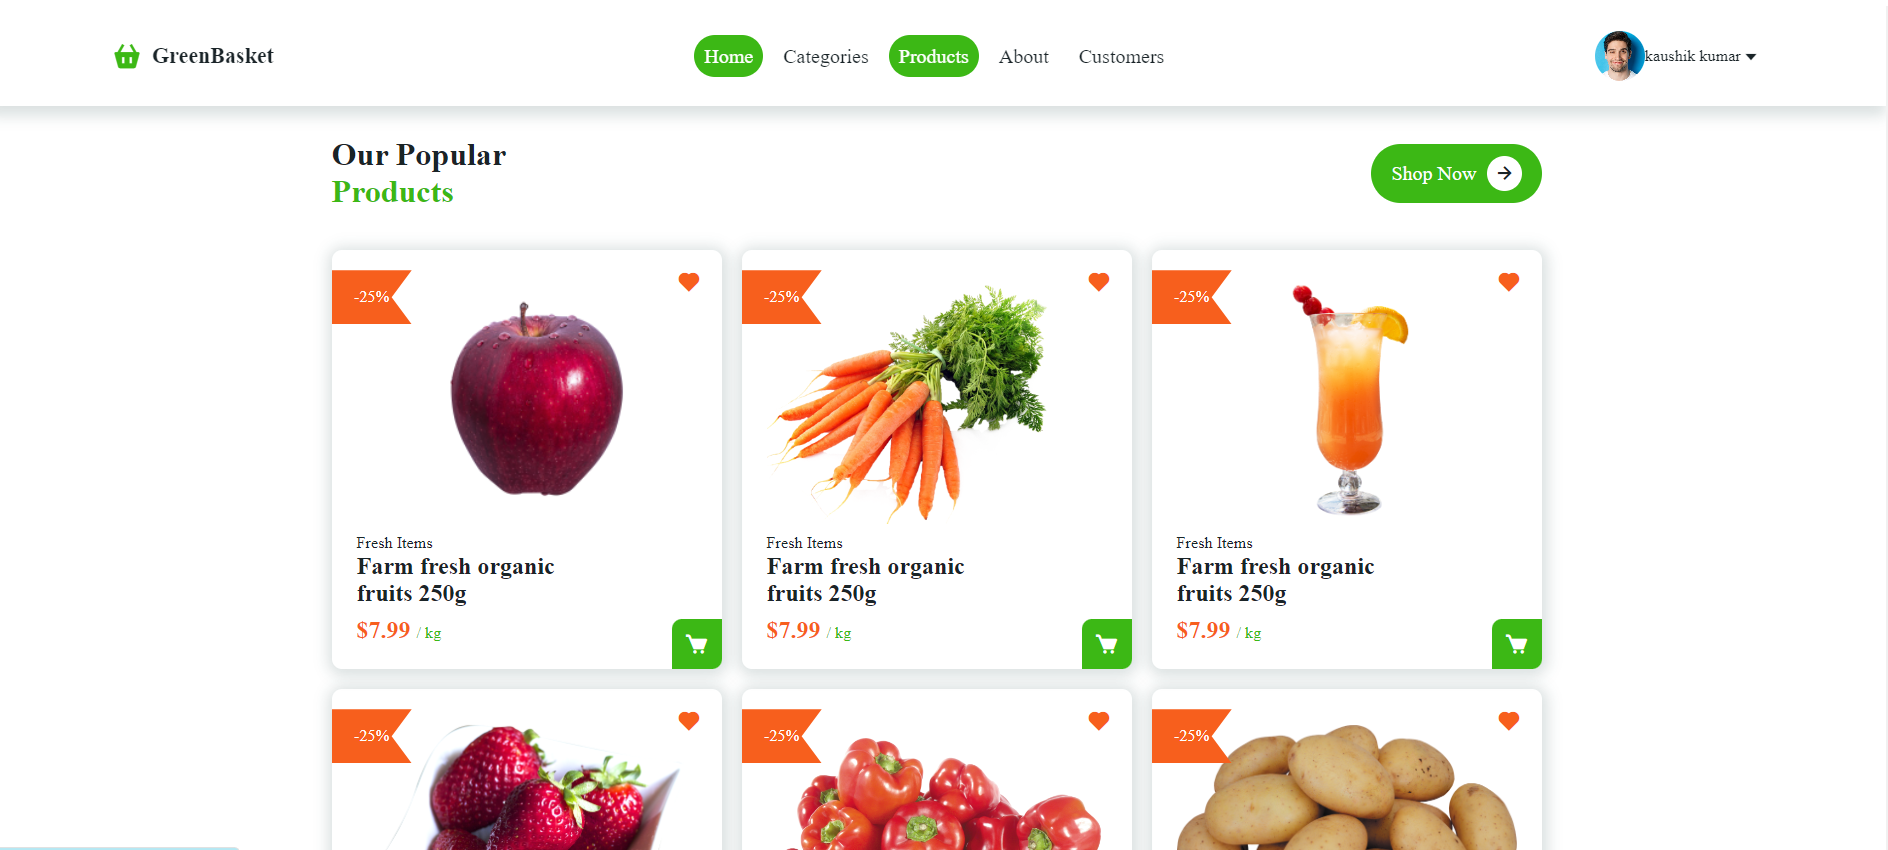 GreenBasket
Home Categories Products About Customers
kaushik kumar
Our Popular
Products
Shop Now
-25%
Fresh Items
Farm fresh organic
fruits 250g
$7.99 / kg
-25%
Fresh Items
Farm fresh organic
fruits 250g
$7.99 / kg
-25%
Fresh Items
Farm fresh organic
fruits 250g
$7.99 / kg
-25%
-25%
-25%